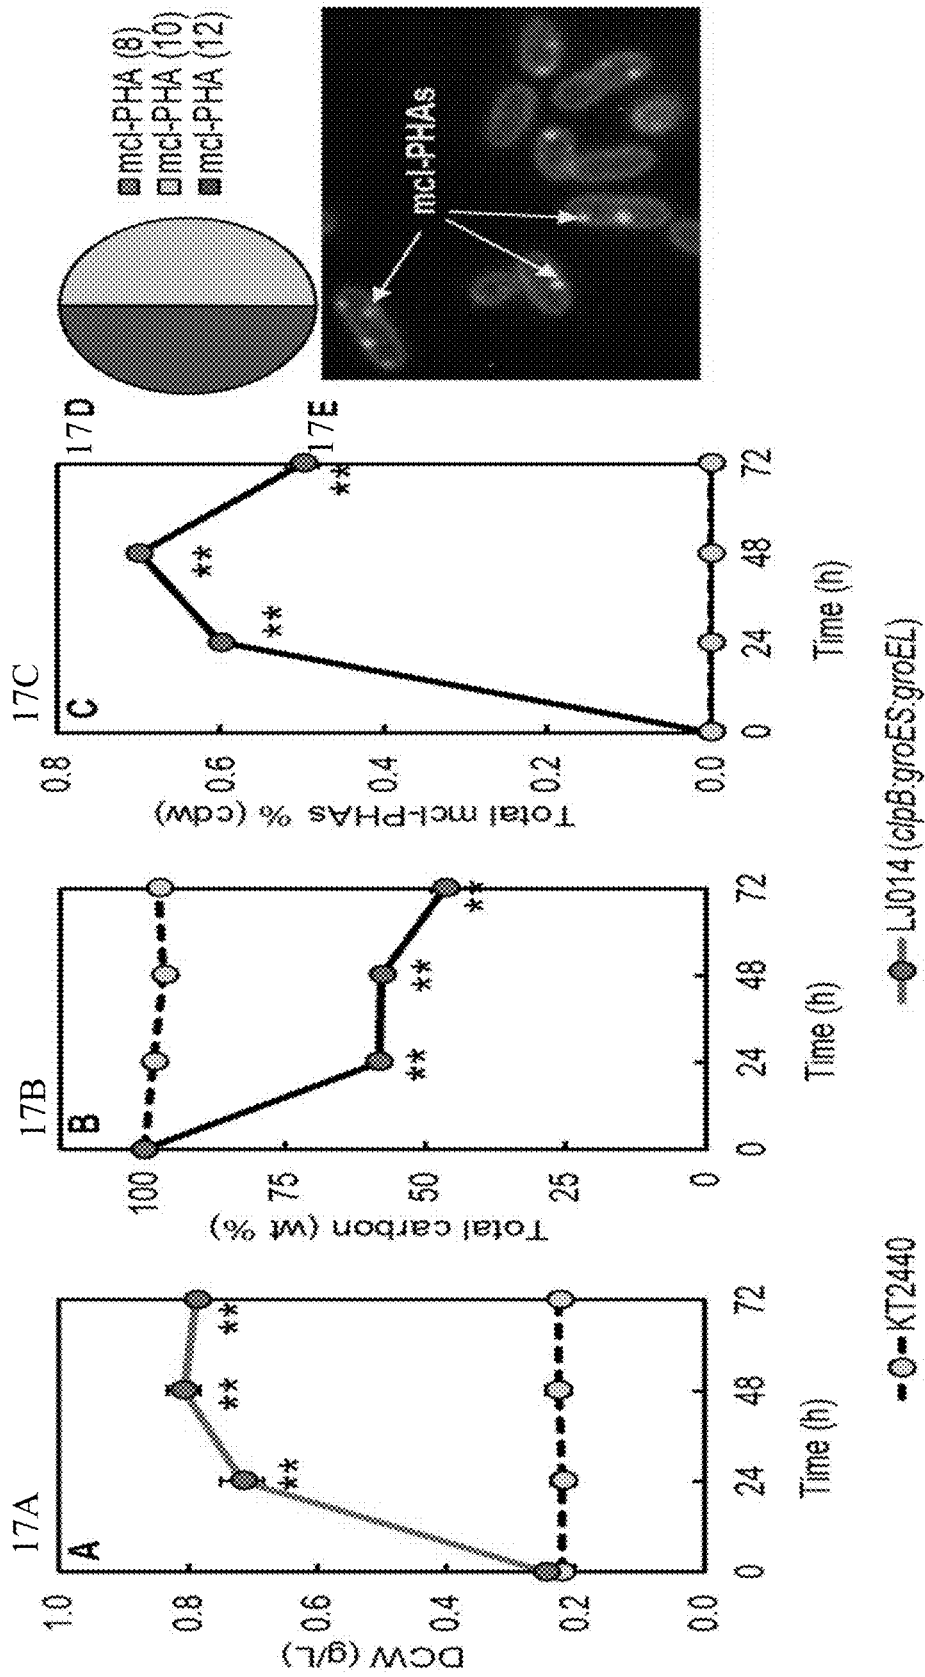 17A
A
DCW (g/L)
1.0
0.8
0.6
0.4
0.2
0.0
0
24
48
72
Time (h)
**
**
**
17B
B
Total carbon (wt %)
100
75
50
25
0
0
24
48
72
Time (h)
**
**
**
17C
C
Total mcl-PHAs % (cdw)
0.8
0.6
0.4
0.2
0.0
0
24
48
72
Time (h)
**
**
**
17D
mcl-PHA (8)
mcl-PHA (10)
mcl-PHA (12)
17E
mcl-PHAs
KT2440
LJ014 (clpB:groES:groEL)